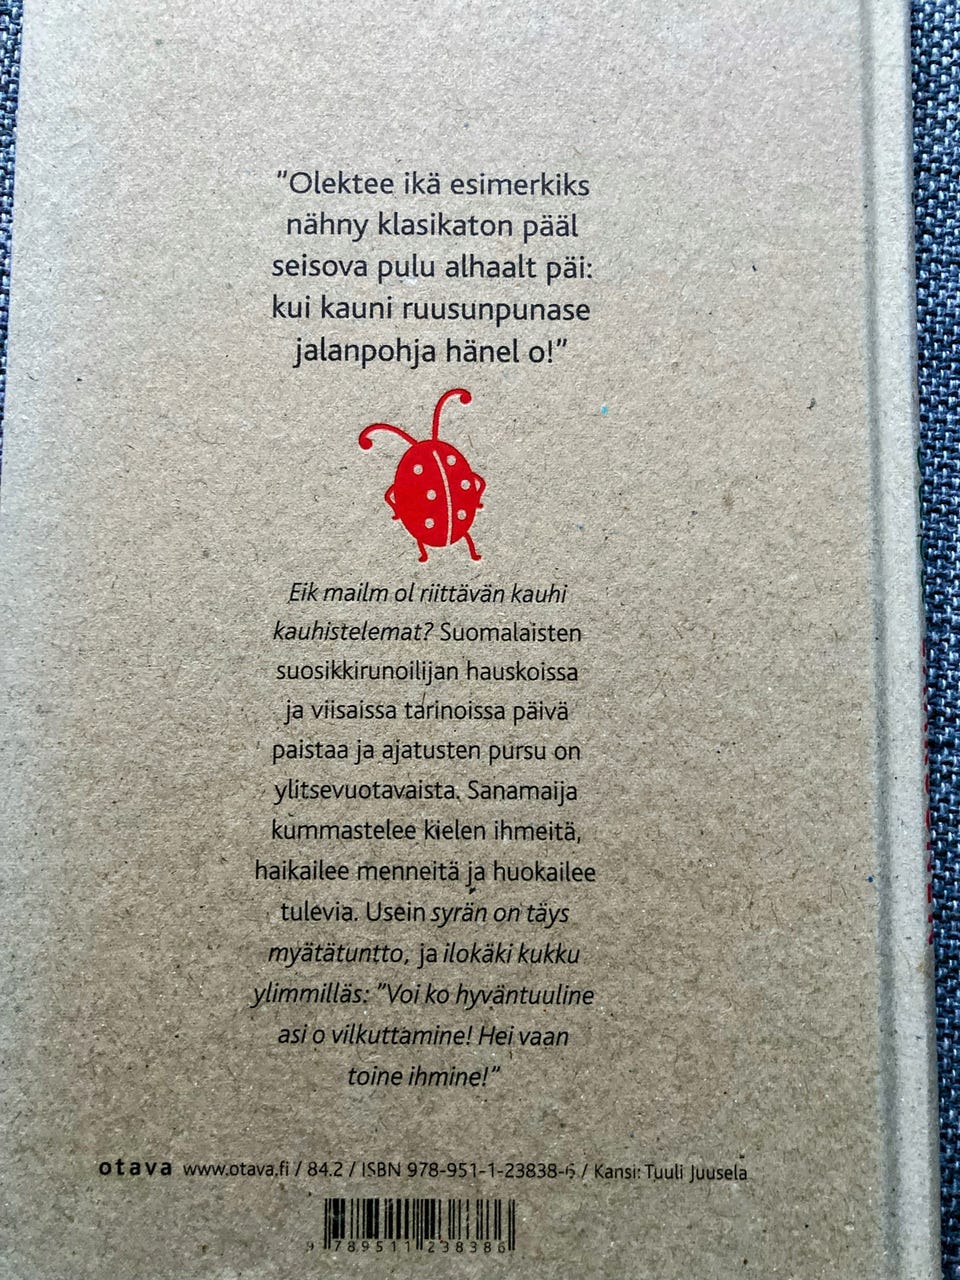 ”Olektee ikä esimerkiks
nähny klasikaton pääl
seisova pulu alhaalt päi:
kui kauni ruusunpunase
jalanpohja hänel o!”
Eik mailm ol riittävän kauhi
kauhistelemat? Suomalaisten
suosikkirunoilijan hauskoissa
ja viisaissa tarinoissa päivä
paistaa ja ajatusten pursu on
ylitsevuotavaista. Sanamaija
kummastelee kielen ihmeitä,
haikailee menneitä ja huokailee
tulevia. Usein syrän on täys
myätätuntto, ja ilokäki kukku
ylimmilläs: ”Voi ko hyväntuuline
asi o vilkuttamine! Hei vaan
toine ihmine!”
otava www.otava.fi / 84.2 / ISBN 978-951-1-23838-6 / Kansi: Tuuli Juusela
9 789511 238386